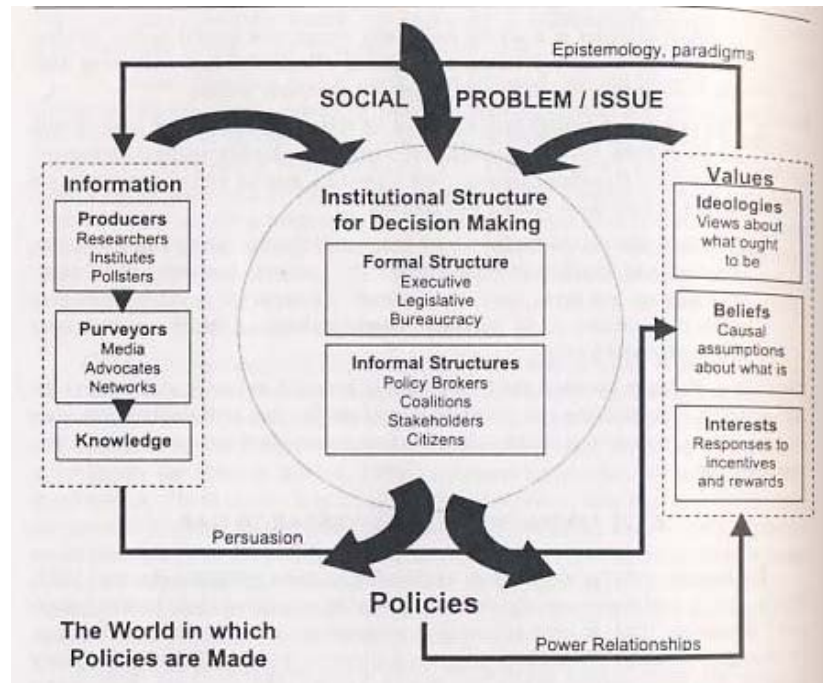 Epistemology, paradigms
SOCIAL PROBLEM / ISSUE
Information
Producers
Researchers
Institutes
Pollsters
Purveyors
Media
Advocates
Networks
Knowledge
Institutional Structure
for Decision Making
Formal Structure
Executive
Legislative
Bureaucracy
Informal Structures
Policy Brokers
Coalitions
Stakeholders
Citizens
Values
Ideologies
Views about
what ought
to be
Beliefs
Causal
assumptions
about what is
Interests
Responses to
incentives
and rewards
Persuasion
Policies
The World in which
Policies are Made
Power Relationships